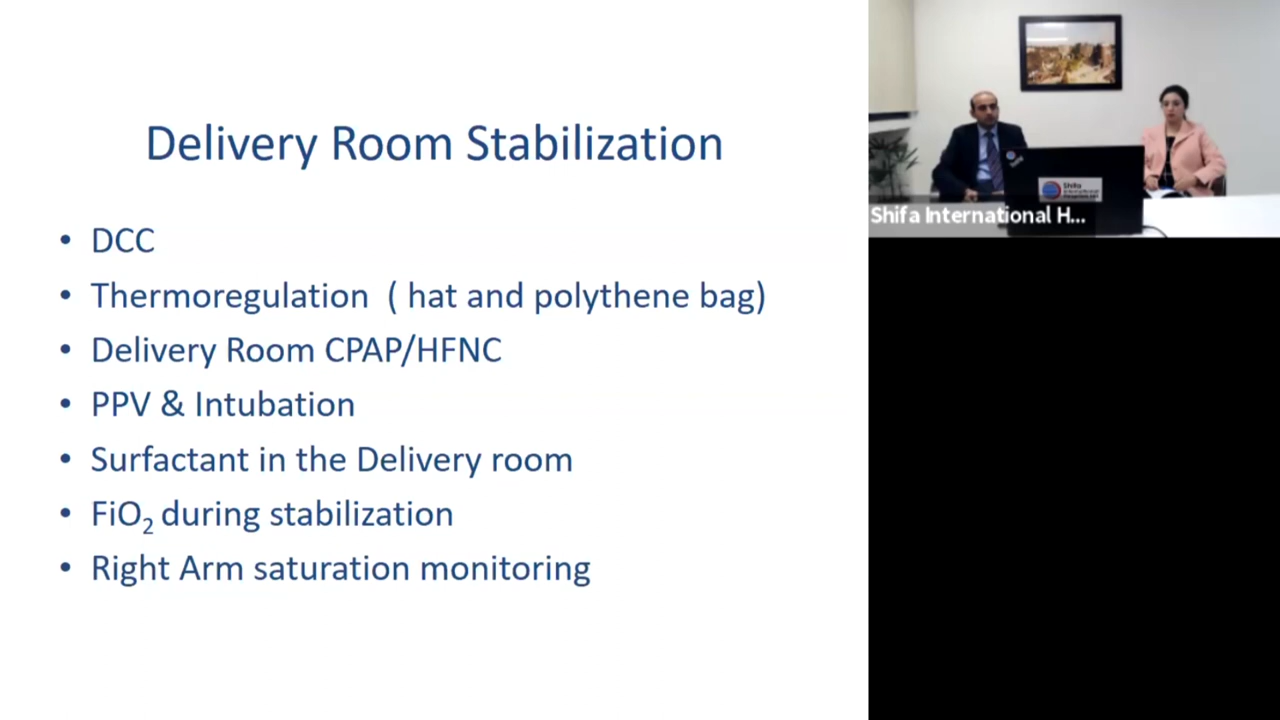 Delivery Room Stabilization
• DCC
• Thermoregulation ( hat and polythene bag)
• Delivery Room CPAP/HFNC
• PPV & Intubation
• Surfactant in the Delivery room
• FiO₂ during stabilization
• Right Arm saturation monitoring
Shifa International H...
Shifa